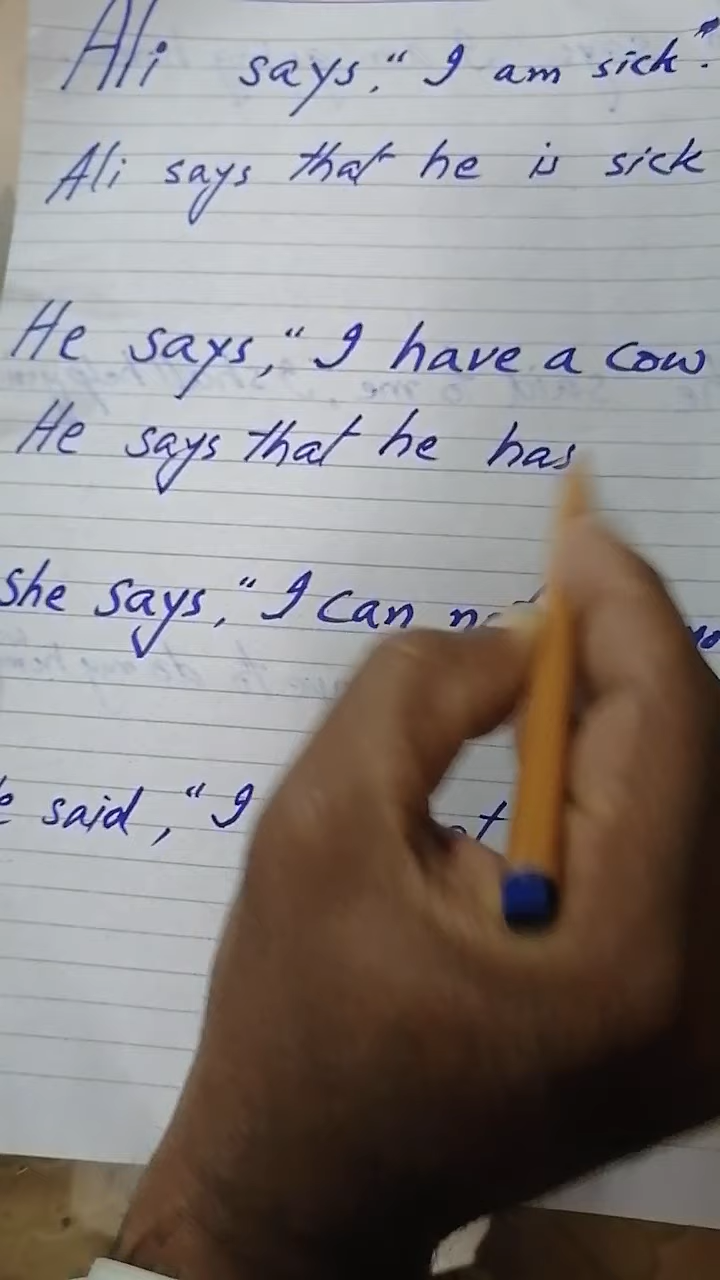 Ali says, "I am sick".
Ali says that he is sick
He says, "I have a cow
He says that he has
She says, "I can
said, "I